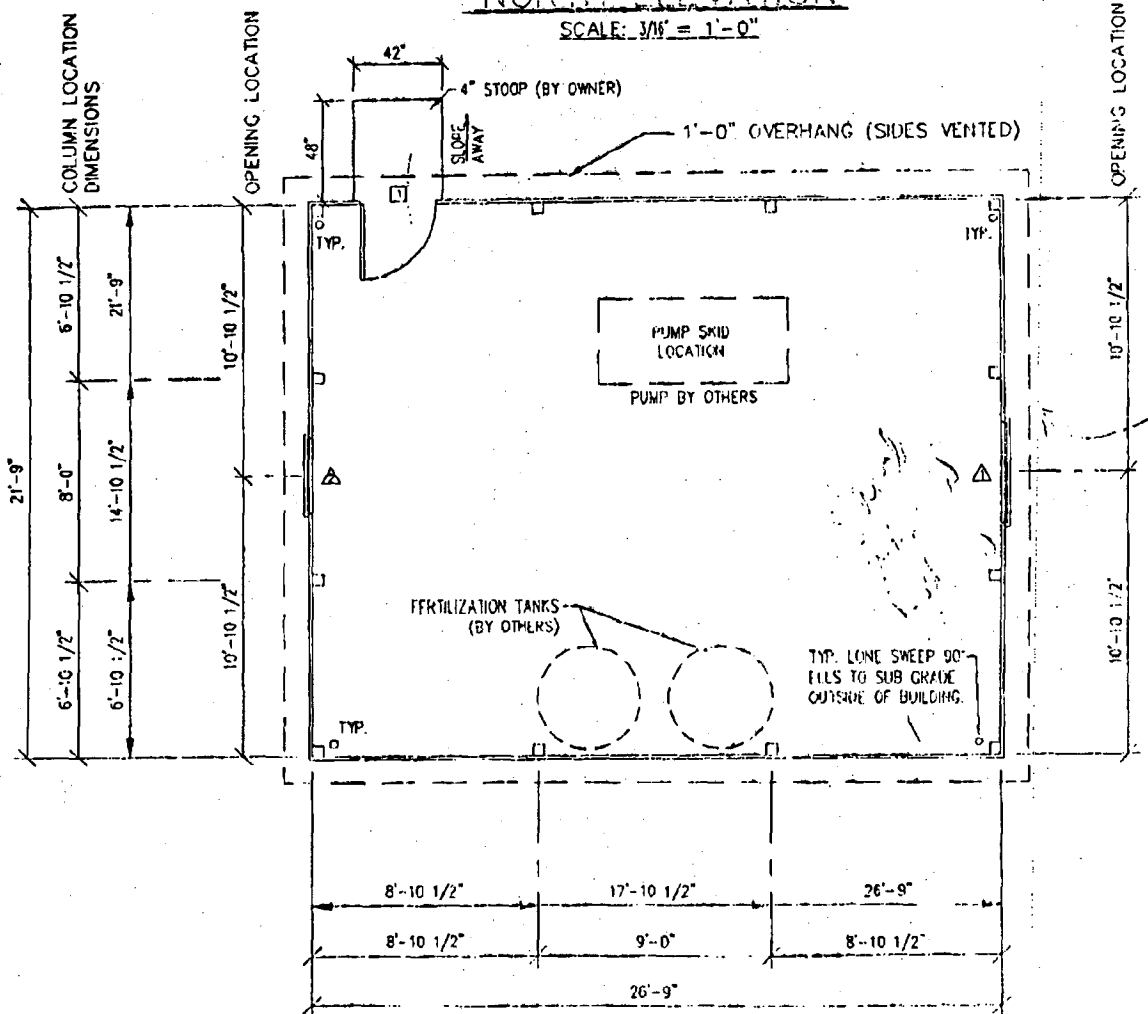 SCALE: 3/16" = 1'-0"
COLUMN LOCATION
DIMENSIONS
OPENING LOCATION
OPENING LOCATION
42"
4" STOOP (BY OWNER)
48"
SLOPE
AWAY
1'-0" OVERHANG (SIDES VENTED)
1
TYP.
TYP.
6'-10 1/2"
21'-9"
10'-10 1/2"
10'-10 1/2"
PUMP SKID
LOCATION
PUMP BY OTHERS
21'-9"
8'-0"
14'-10 1/2"
2
1
6'-10 1/2"
6'-10 1/2"
10'-10 1/2"
10'-10 1/2"
FERTILIZATION TANKS
(BY OTHERS)
TYP. LONE SWEEP 90°
ELLS TO SUB GRADE
OUTSIDE OF BUILDING.
TYP.
8'-10 1/2"
17'-10 1/2"
26'-9"
8'-10 1/2"
9'-0"
8'-10 1/2"
26'-9"